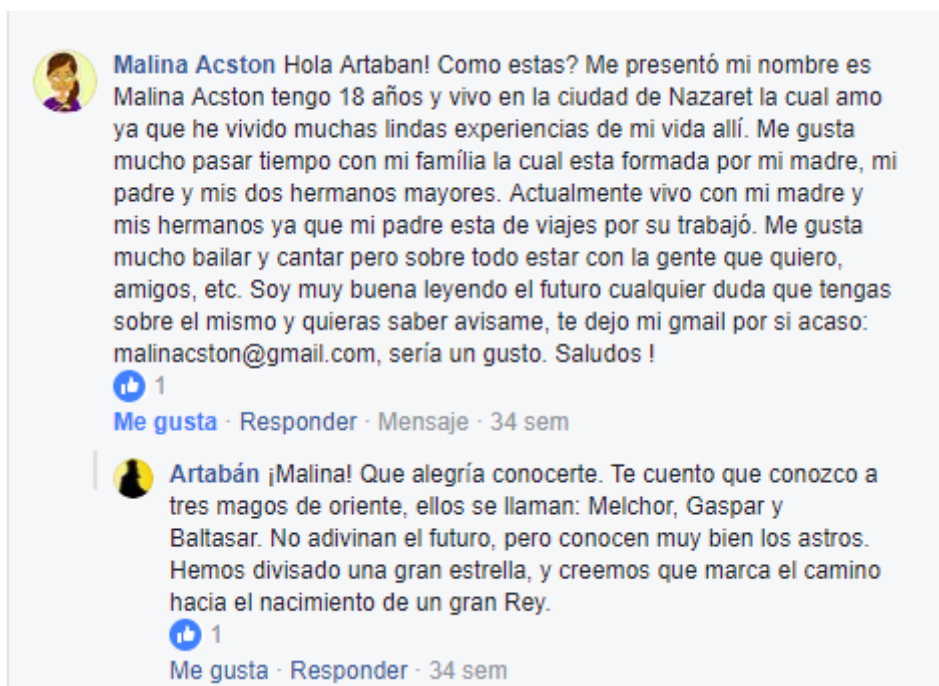 Malina Acston Hola Artaban! Como estas? Me presentó mi nombre es
Malina Acston tengo 18 años y vivo en la ciudad de Nazaret la cual amo
ya que he vivido muchas lindas experiencias de mi vida allí. Me gusta
mucho pasar tiempo con mi família la cual esta formada por mi madre, mi
padre y mis dos hermanos mayores. Actualmente vivo con mi madre y
mis hermanos ya que mi padre esta de viajes por su trabajó. Me gusta
mucho bailar y cantar pero sobre todo estar con la gente que quiero,
amigos, etc. Soy muy buena leyendo el futuro cualquier duda que tengas
sobre el mismo y quieras saber avisame, te dejo mi gmail por si acaso:
malinacston@gmail.com, sería un gusto. Saludos !
1
Me gusta · Responder · Mensaje · 34 sem
Artabán ¡Malina! Que alegría conocerte. Te cuento que conozco a
tres magos de oriente, ellos se llaman: Melchor, Gaspar y
Baltasar. No adivinan el futuro, pero conocen muy bien los astros.
Hemos divisado una gran estrella, y creemos que marca el camino
hacia el nacimiento de un gran Rey.
1
Me gusta · Responder · 34 sem